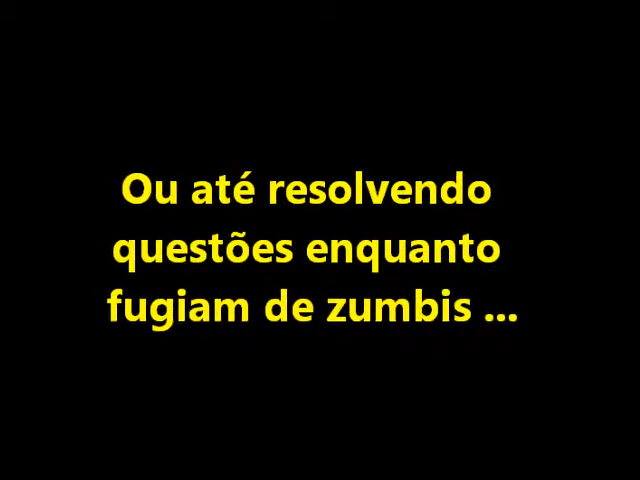 Ou até resolvendo
questões enquanto
fugiam de zumbis ...